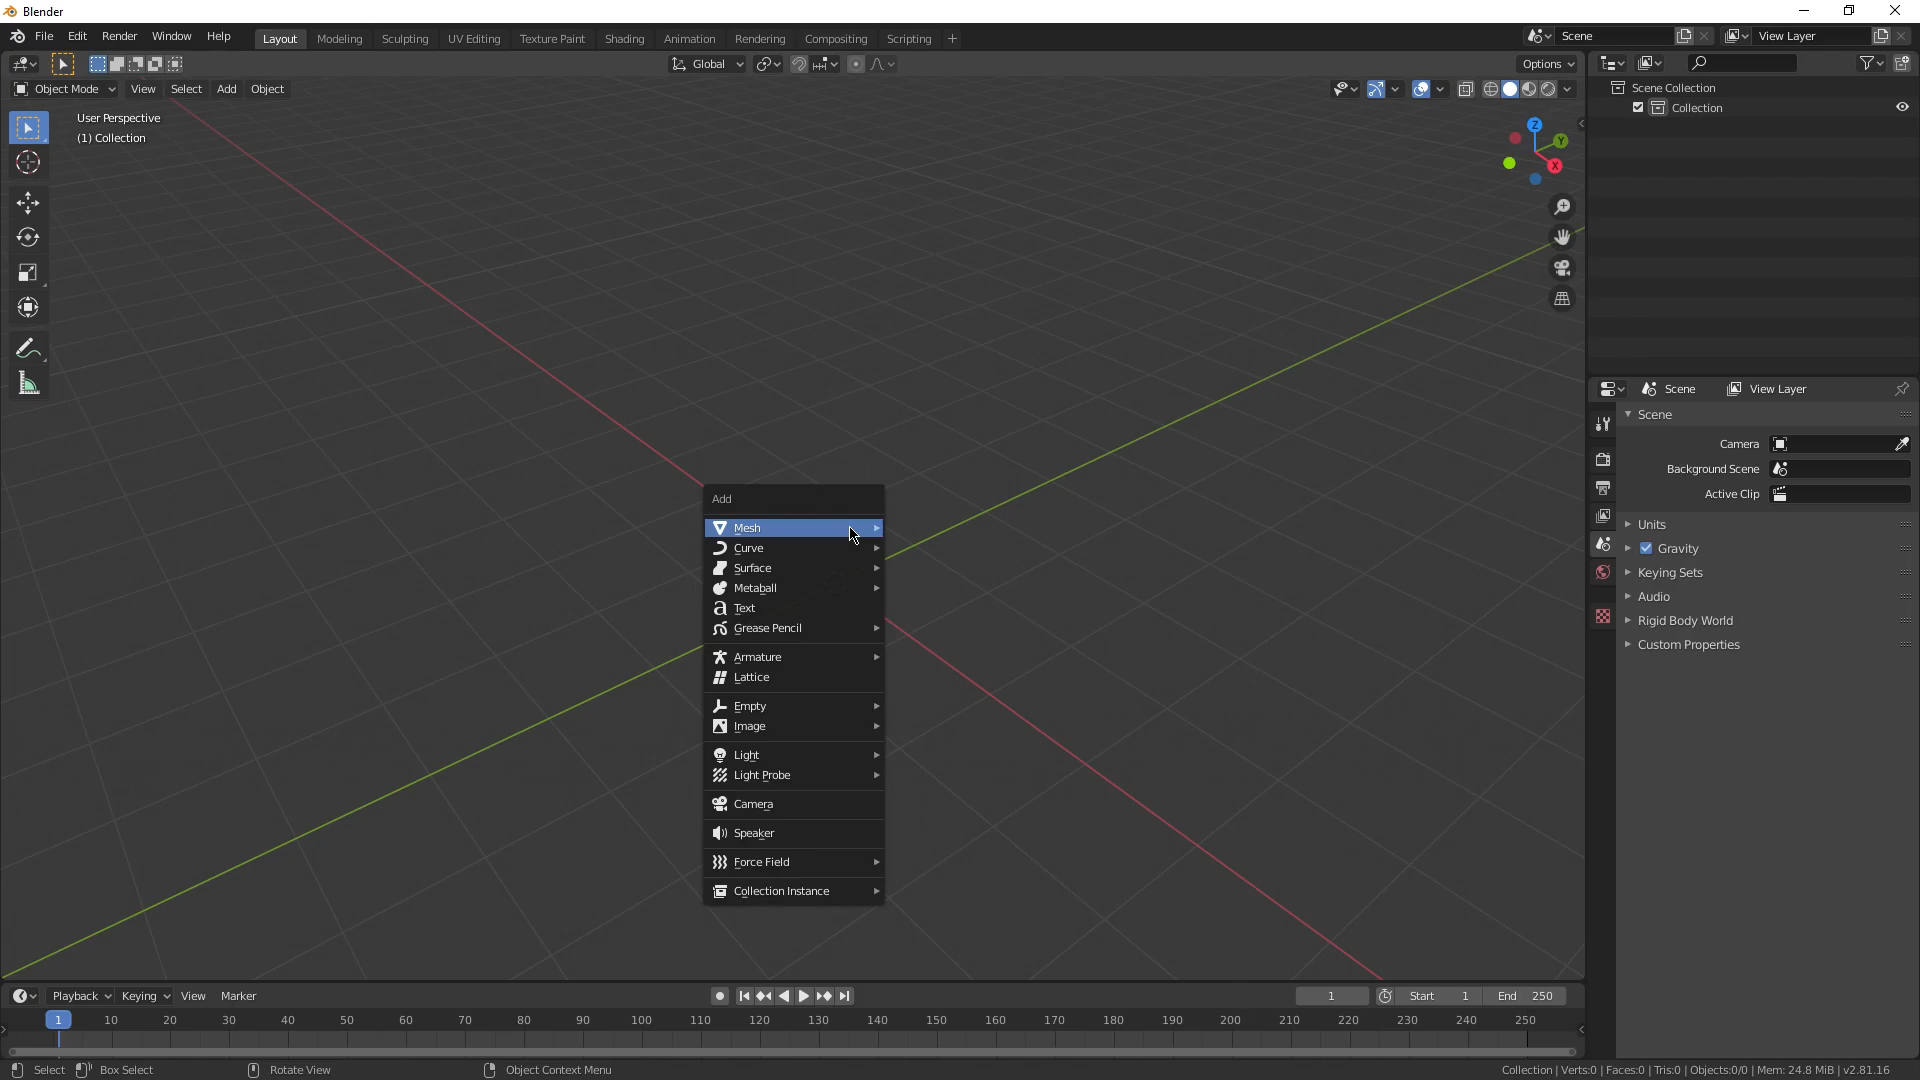 Blender
File Edit Render Window Help
Layout Modeling Sculpting UV Editing Texture Paint Shading Animation Rendering Compositing Scripting +
Scene
View Layer
Global
Options
Object Mode View Select Add Object
User Perspective
(1) Collection
Z
Y
X
Scene Collection
Collection
Scene View Layer
Scene
Camera
Background Scene
Active Clip
Units
Gravity
Keying Sets
Audio
Rigid Body World
Custom Properties
Add
Mesh
Curve
Surface
Metaball
Text
Grease Pencil
Armature
Lattice
Empty
Image
Light
Light Probe
Camera
Speaker
Force Field
Collection Instance
Playback Keying View Marker
1
Start 1
End 250
1 10 20 30 40 50 60 70 80 90 100 110 120 130 140 150 160 170 180 190 200 210 220 230 240 250
Select Box Select Rotate View Object Context Menu
Collection | Verts:0 | Faces:0 | Tris:0 | Objects:0/0 | Mem: 24.8 MiB | v2.81.16